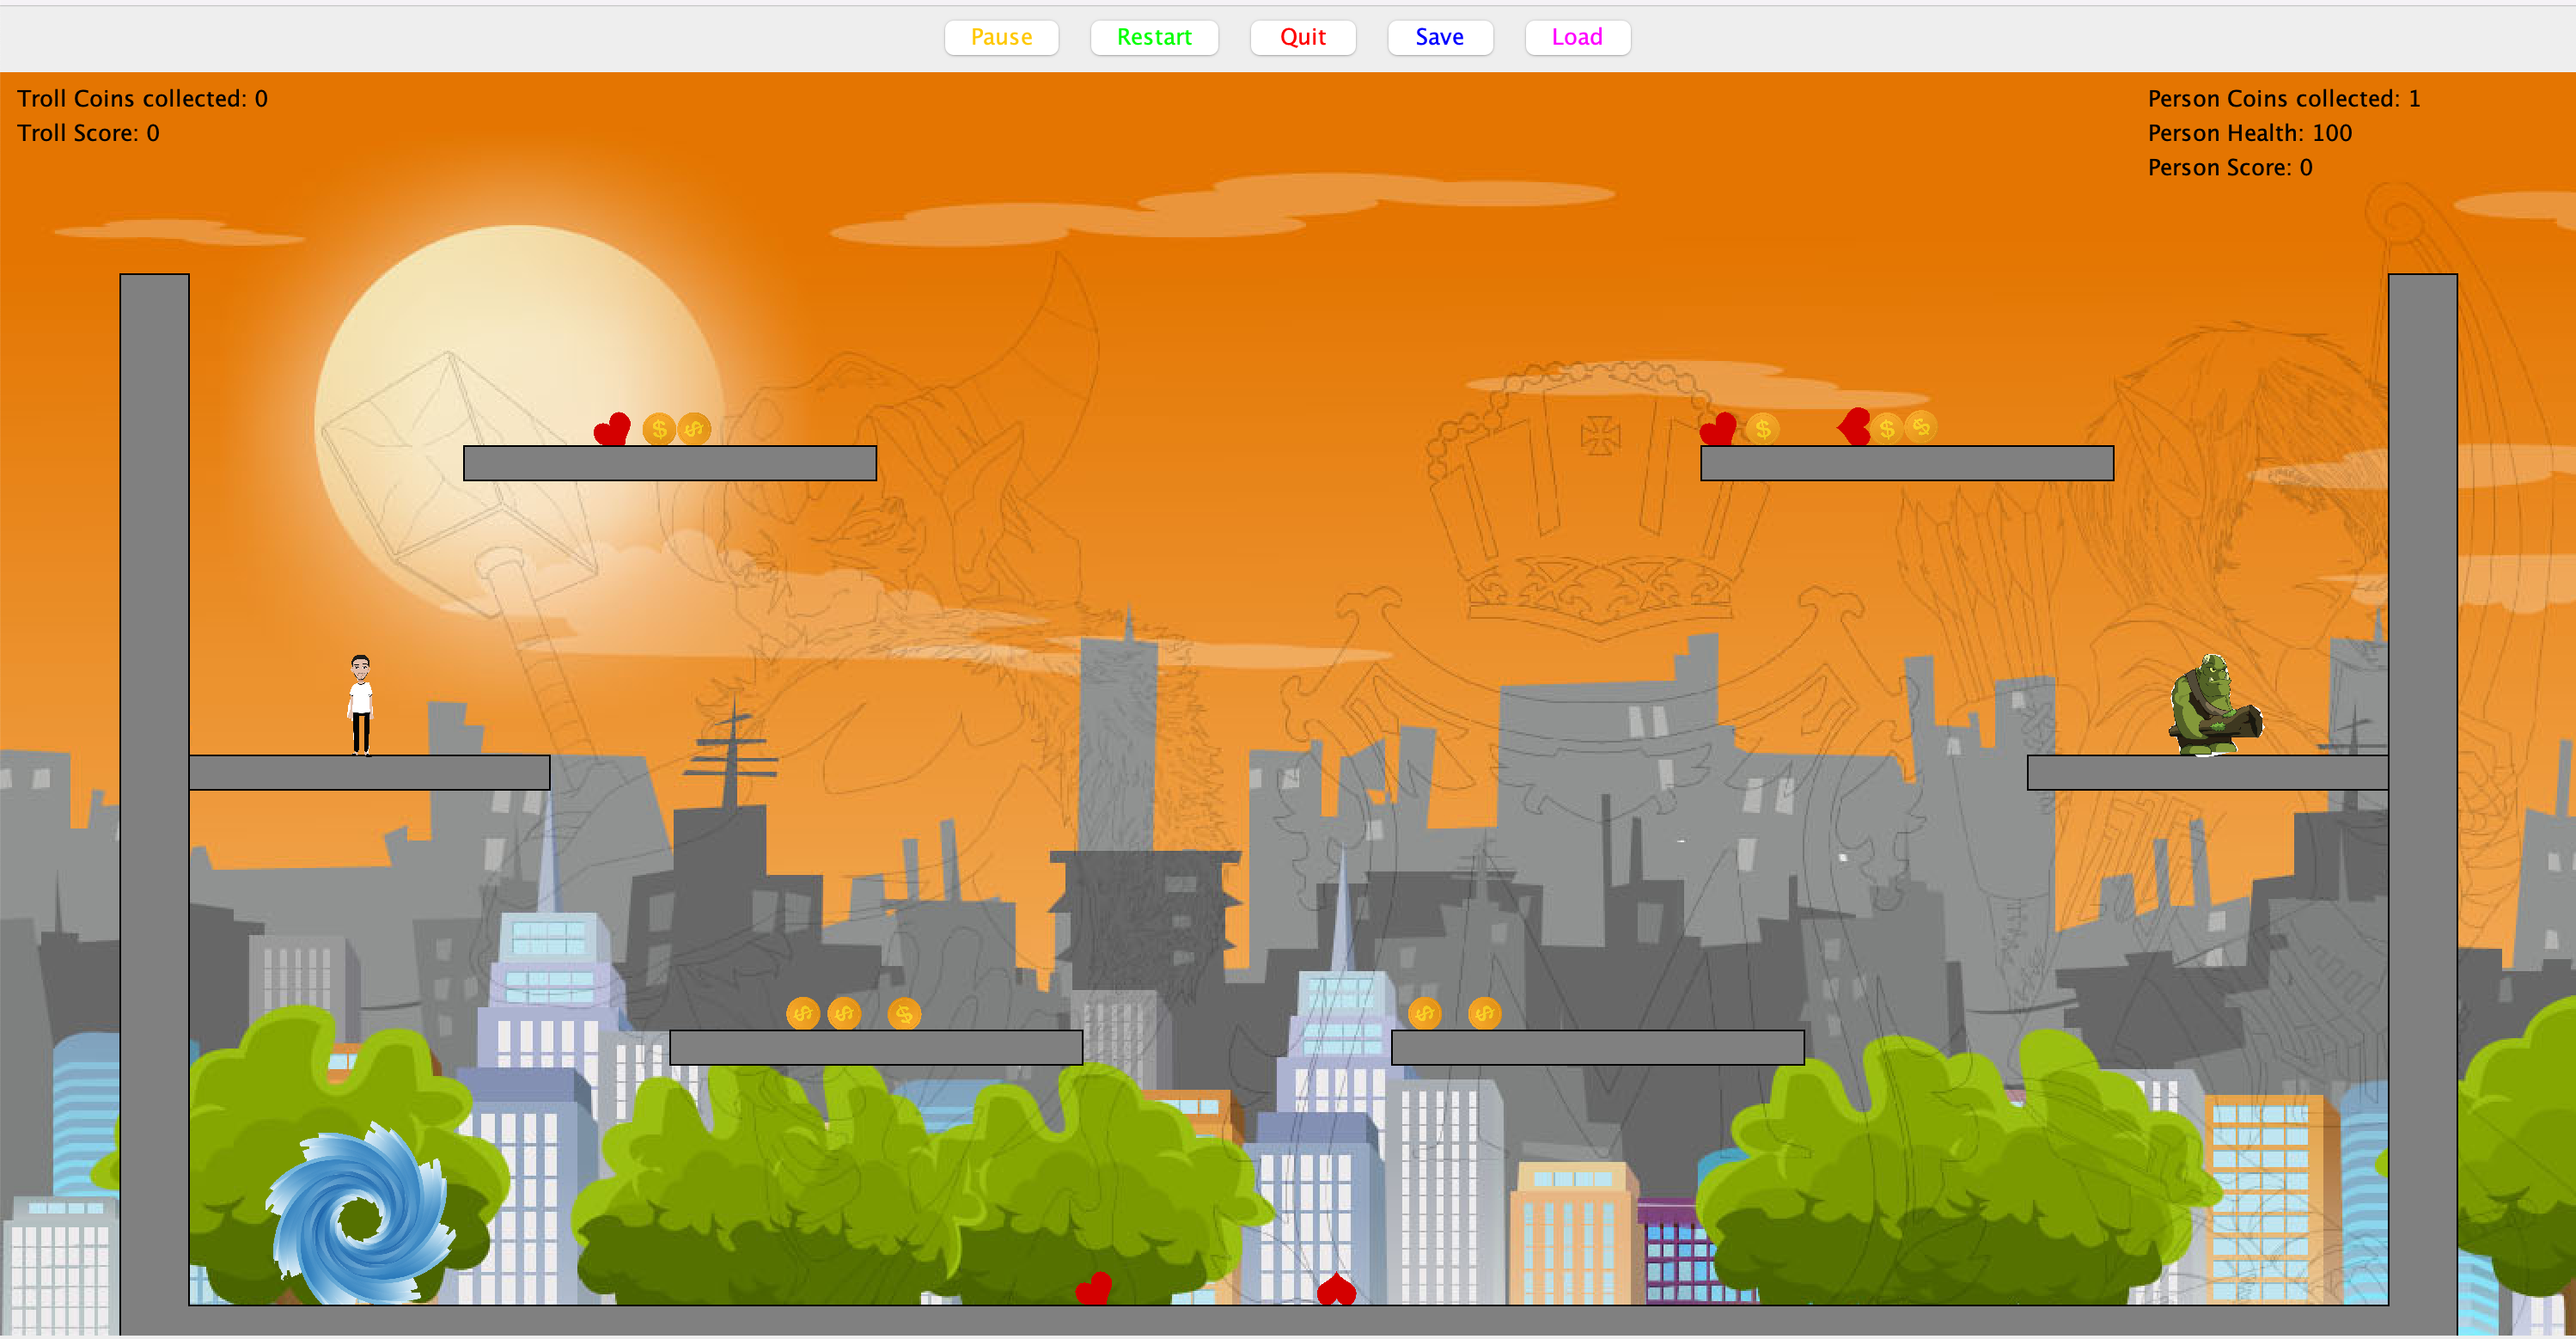 Pause Restart Quit Save Load
Troll Coins collected: 0
Troll Score: 0
Person Coins collected: 1
Person Health: 100
Person Score: 0
$ $
$ $ $
$ $ $
$ $